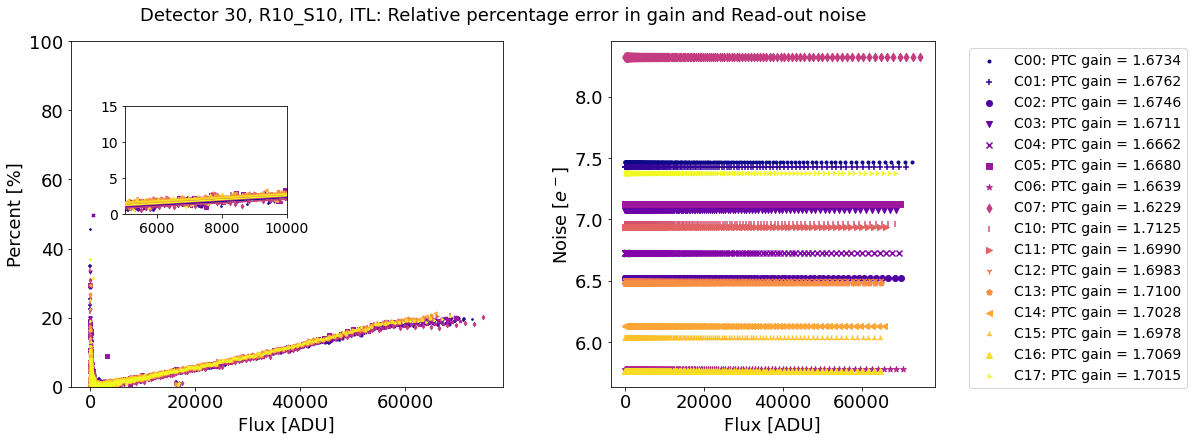 Detector 30, R10_S10, ITL: Relative percentage error in gain and Read-out noise
Percent [%]
100
80
60
40
20
0
15
10
5
0
6000 8000 10000
0 20000 40000 60000
Flux [ADU]
Noise [e⁻]
8.0
7.5
7.0
6.5
6.0
0 20000 40000 60000
Flux [ADU]
C00: PTC gain = 1.6734
C01: PTC gain = 1.6762
C02: PTC gain = 1.6746
C03: PTC gain = 1.6711
C04: PTC gain = 1.6662
C05: PTC gain = 1.6680
C06: PTC gain = 1.6639
C07: PTC gain = 1.6229
C10: PTC gain = 1.7125
C11: PTC gain = 1.6990
C12: PTC gain = 1.6983
C13: PTC gain = 1.7100
C14: PTC gain = 1.7028
C15: PTC gain = 1.6978
C16: PTC gain = 1.7069
C17: PTC gain = 1.7015